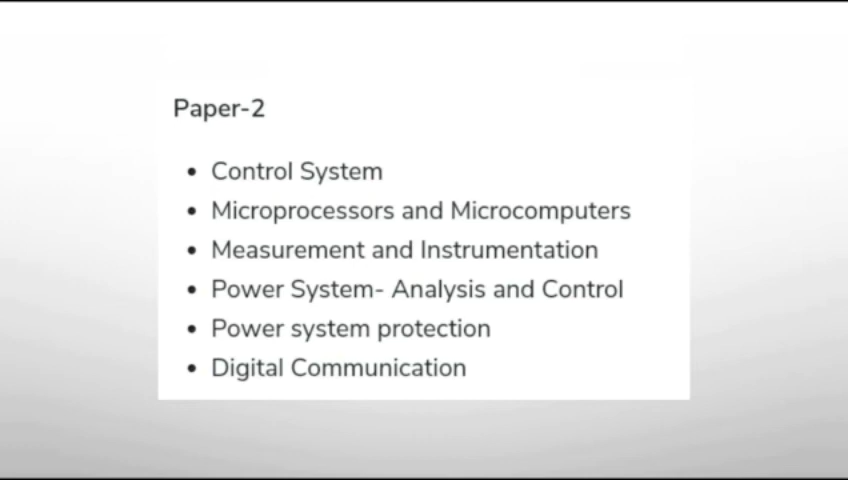 Paper-2
• Control System
• Microprocessors and Microcomputers
• Measurement and Instrumentation
• Power System- Analysis and Control
• Power system protection
• Digital Communication